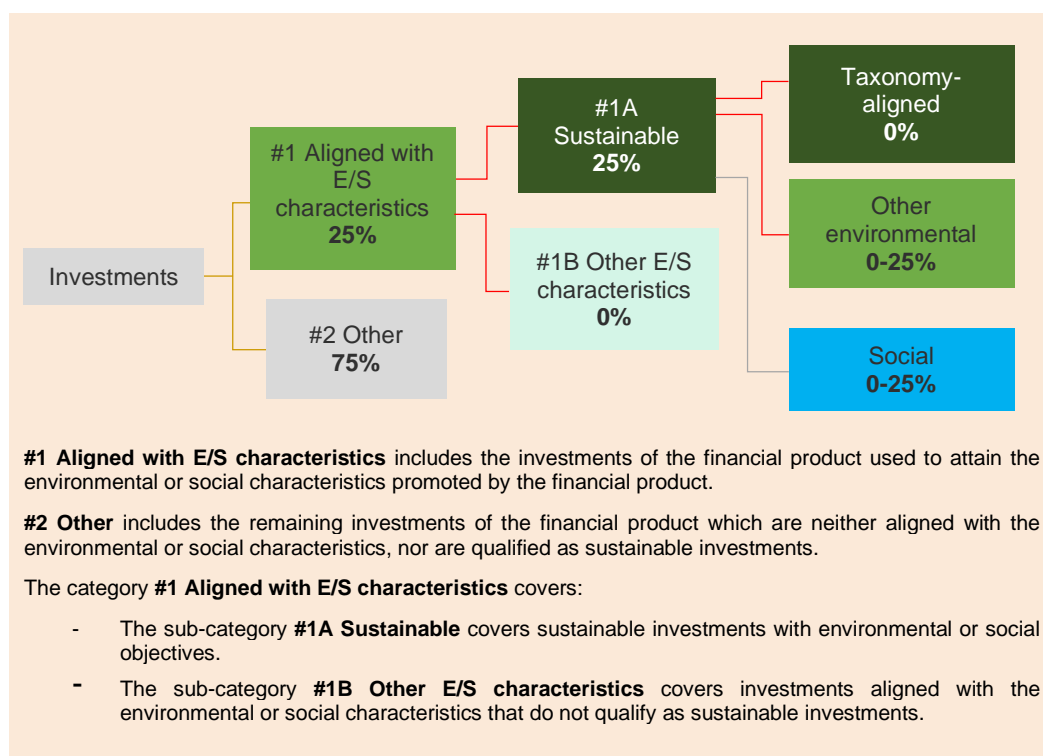 Investments
#1 Aligned with
E/S
characteristics
25%
#2 Other
75%
#1A
Sustainable
25%
#1B Other E/S
characteristics
0%
Taxonomy-
aligned
0%
Other
environmental
0-25%
Social
0-25%
#1 Aligned with E/S characteristics includes the investments of the financial product used to attain the
environmental or social characteristics promoted by the financial product.
#2 Other includes the remaining investments of the financial product which are neither aligned with the
environmental or social characteristics, nor are qualified as sustainable investments.
The category #1 Aligned with E/S characteristics covers:
- The sub-category #1A Sustainable covers sustainable investments with environmental or social
objectives.
- The sub-category #1B Other E/S characteristics covers investments aligned with the
environmental or social characteristics that do not qualify as sustainable investments.